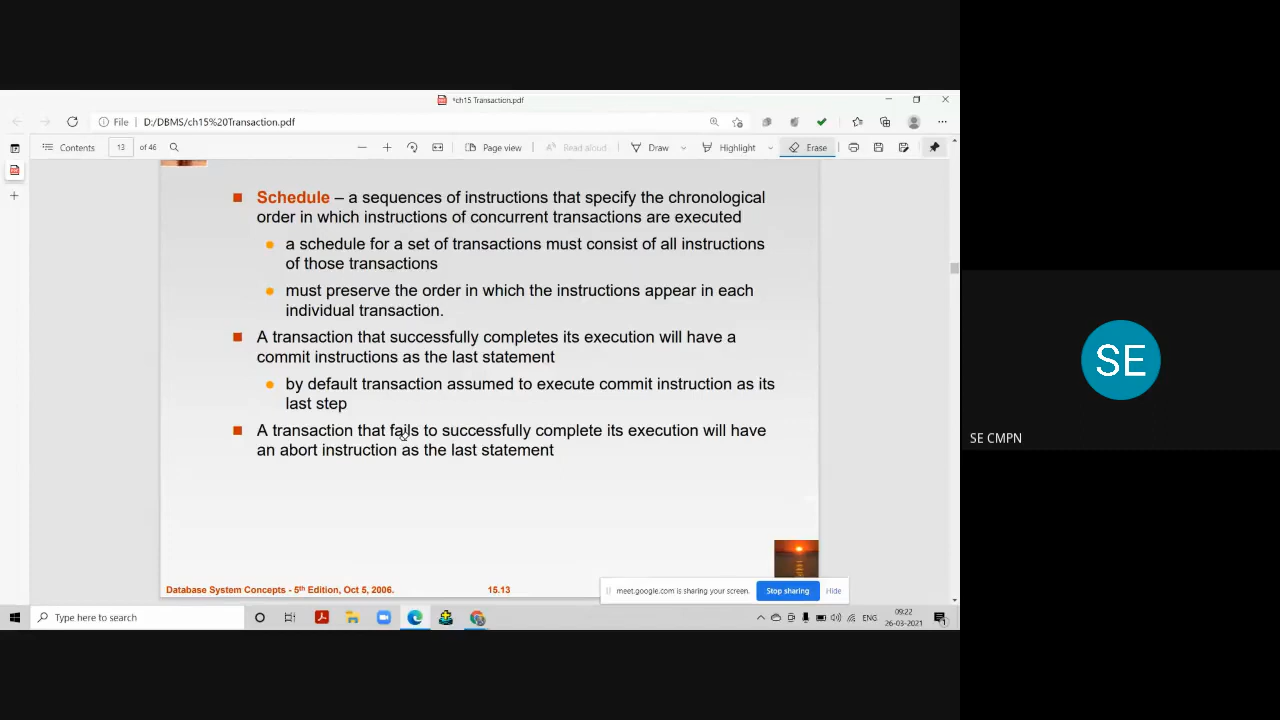 *ch15 Transaction.pdf
File
D:/DBMS/ch15%20Transaction.pdf
Contents
13
of 46
Page view
Read aloud
Draw
Highlight
Erase
Schedule – a sequences of instructions that specify the chronological
order in which instructions of concurrent transactions are executed
a schedule for a set of transactions must consist of all instructions
of those transactions
must preserve the order in which the instructions appear in each
individual transaction.
A transaction that successfully completes its execution will have a
commit instructions as the last statement
by default transaction assumed to execute commit instruction as its
last step
A transaction that fails to successfully complete its execution will have
an abort instruction as the last statement
Database System Concepts - 5th Edition, Oct 5, 2006.
15.13
meet.google.com is sharing your screen.
Stop sharing
Hide
Type here to search
ENG
09:22
26-03-2021
SE
SE CMPN